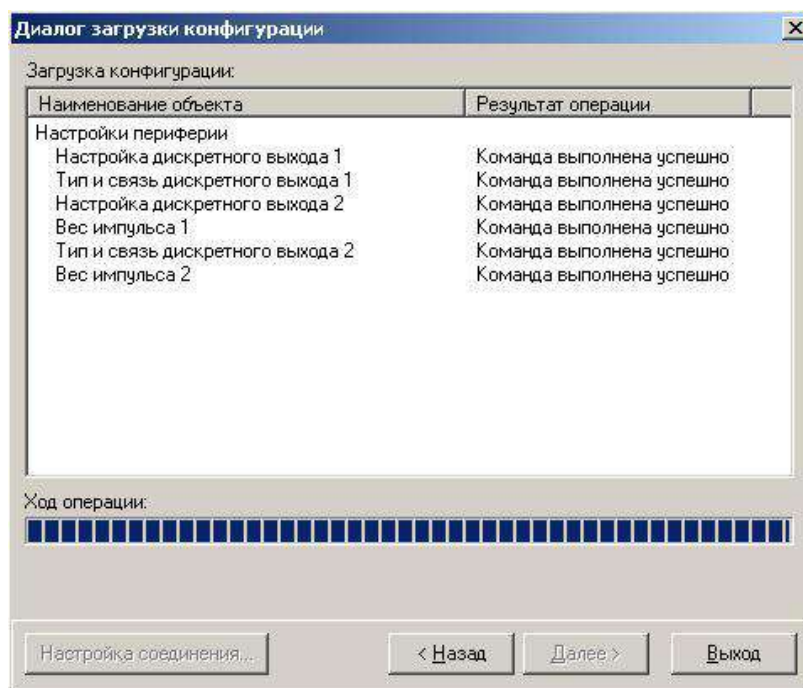 Диалог загрузки конфигурации
Загрузка конфигурации:
Наименование объекта Результат операции
Настройки периферии
Настройка дискретного выхода 1 Команда выполнена успешно
Тип и связь дискретного выхода 1 Команда выполнена успешно
Настройка дискретного выхода 2 Команда выполнена успешно
Вес импульса 1 Команда выполнена успешно
Тип и связь дискретного выхода 2 Команда выполнена успешно
Вес импульса 2 Команда выполнена успешно
Ход операции:
Настройка соединения... < Назад Далее > Выход